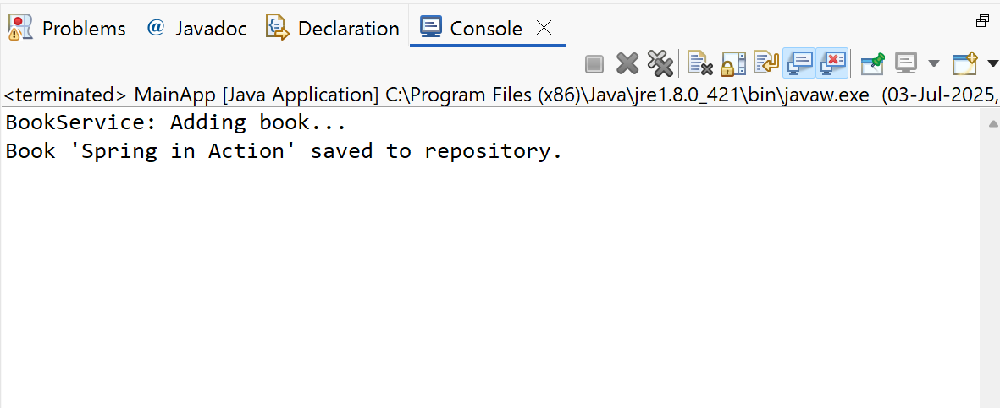 Problems @ Javadoc Declaration Console
<terminated> MainApp [Java Application] C:\Program Files (x86)\Java\jre1.8.0_421\bin\javaw.exe (03-Jul-2025,
BookService: Adding book...
Book 'Spring in Action' saved to repository.